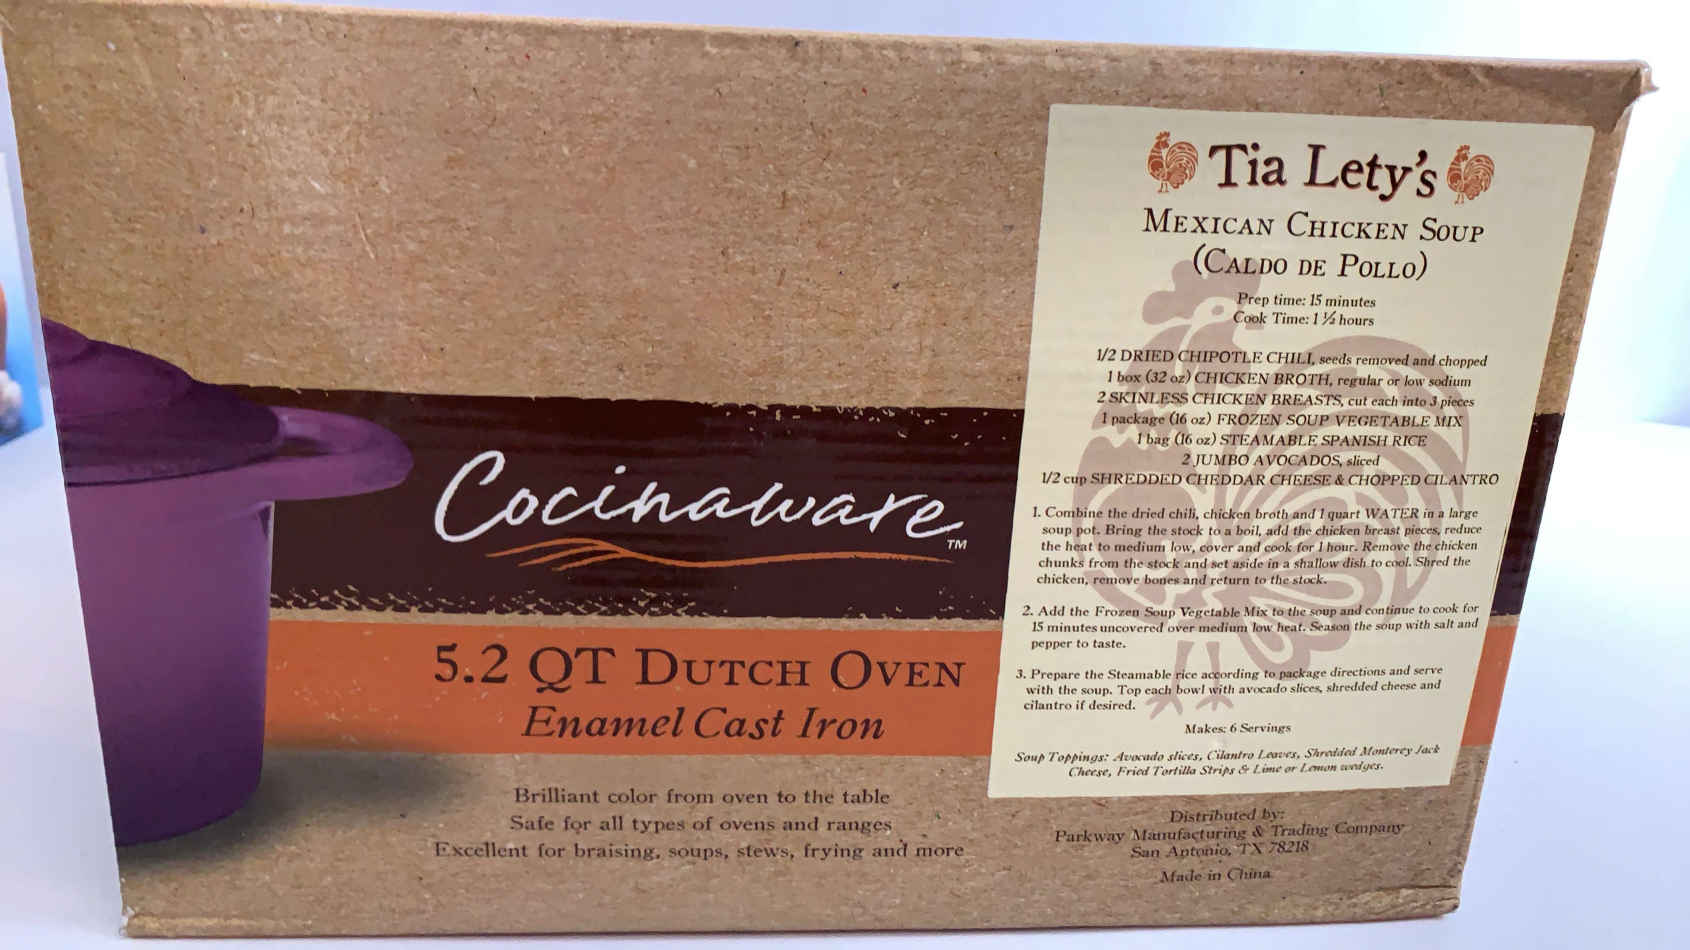 Cocinaware TM
5.2 QT DUTCH OVEN
Enamel Cast Iron
Brilliant color from oven to the table
Safe for all types of ovens and ranges
Excellent for braising, soups, stews, frying and more
Tia Lety's
MEXICAN CHICKEN SOUP
(CALDO DE POLLO)
Prep time: 15 minutes
Cook Time: 1 ½ hours
1/2 DRIED CHIPOTLE CHILI, seeds removed and chopped
1 box (32 oz) CHICKEN BROTH, regular or low sodium
2 SKINLESS CHICKEN BREASTS, cut each into 3 pieces
1 package (16 oz) FROZEN SOUP VEGETABLE MIX
1 bag (16 oz) STEAMABLE SPANISH RICE
2 JUMBO AVOCADOS, sliced
1/2 cup SHREDDED CHEDDAR CHEESE & CHOPPED CILANTRO
1. Combine the dried chili, chicken broth and 1 quart WATER in a large
soup pot. Bring the stock to a boil, add the chicken breast pieces, reduce
the heat to medium low, cover and cook for 1 hour. Remove the chicken
chunks from the stock and set aside in a shallow dish to cool. Shred the
chicken, remove bones and return to the stock.
2. Add the Frozen Soup Vegetable Mix to the soup and continue to cook for
15 minutes uncovered over medium low heat. Season the soup with salt and
pepper to taste.
3. Prepare the Steamable rice according to package directions and serve
with the soup. Top each bowl with avocado slices, shredded cheese and
cilantro if desired.
Makes: 6 Servings
Soup Toppings: Avocado slices, Cilantro Leaves, Shredded Monterey Jack
Cheese, Fried Tortilla Strips & Lime or Lemon wedges.
Distributed by:
Parkway Manufacturing & Trading Company
San Antonio, TX 78218
Made in China